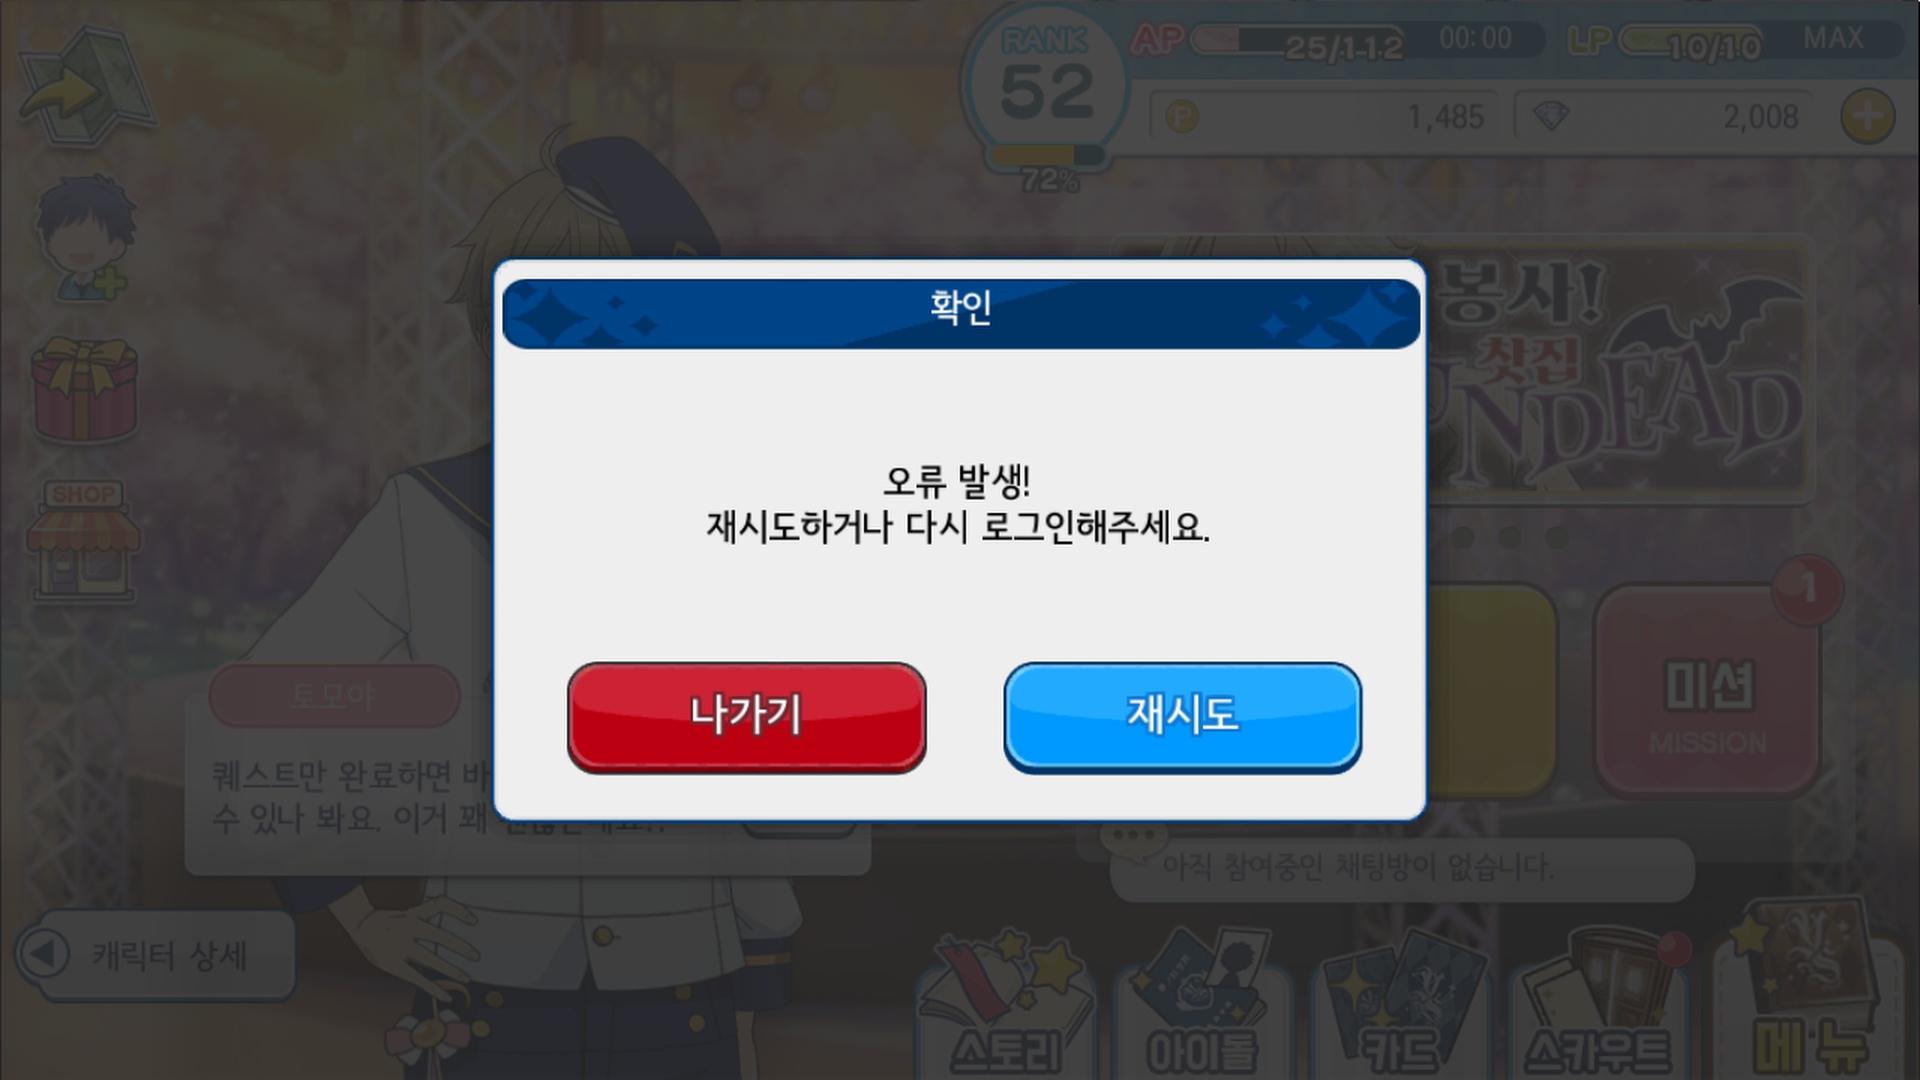 RANK
52
72%
AP
25/112
00:00
LP
10/10
MAX
P
1,485
2,008
봉사!
찻집
UNDEAD
SHOP
확인
오류 발생!
재시도하거나 다시 로그인해주세요.
나가기
재시도
1
미션
MISSION
토모야
퀘스트만 완료하면 바
수 있나 봐요. 이거 꽤
아직 참여중인 채팅방이 없습니다.
캐릭터 상세
스토리
아이돌
카드
스카우트
메뉴